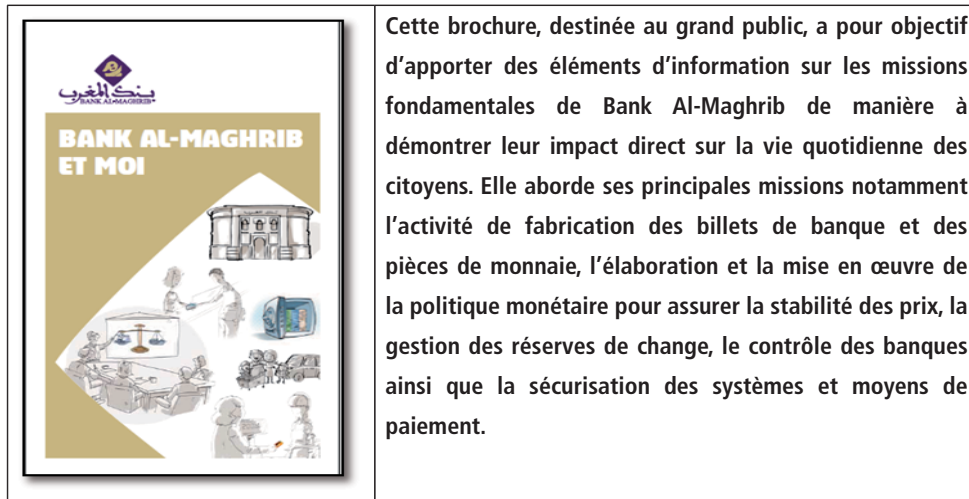 بنك المغرب
BANK AL-MAGHRIB
BANK AL-MAGHRIB
ET MOI
Cette brochure, destinée au grand public, a pour objectif
d'apporter des éléments d'information sur les missions
fondamentales de Bank Al-Maghrib de manière à
démontrer leur impact direct sur la vie quotidienne des
citoyens. Elle aborde ses principales missions notamment
l'activité de fabrication des billets de banque et des
pièces de monnaie, l'élaboration et la mise en œuvre de
la politique monétaire pour assurer la stabilité des prix, la
gestion des réserves de change, le contrôle des banques
ainsi que la sécurisation des systèmes et moyens de
paiement.